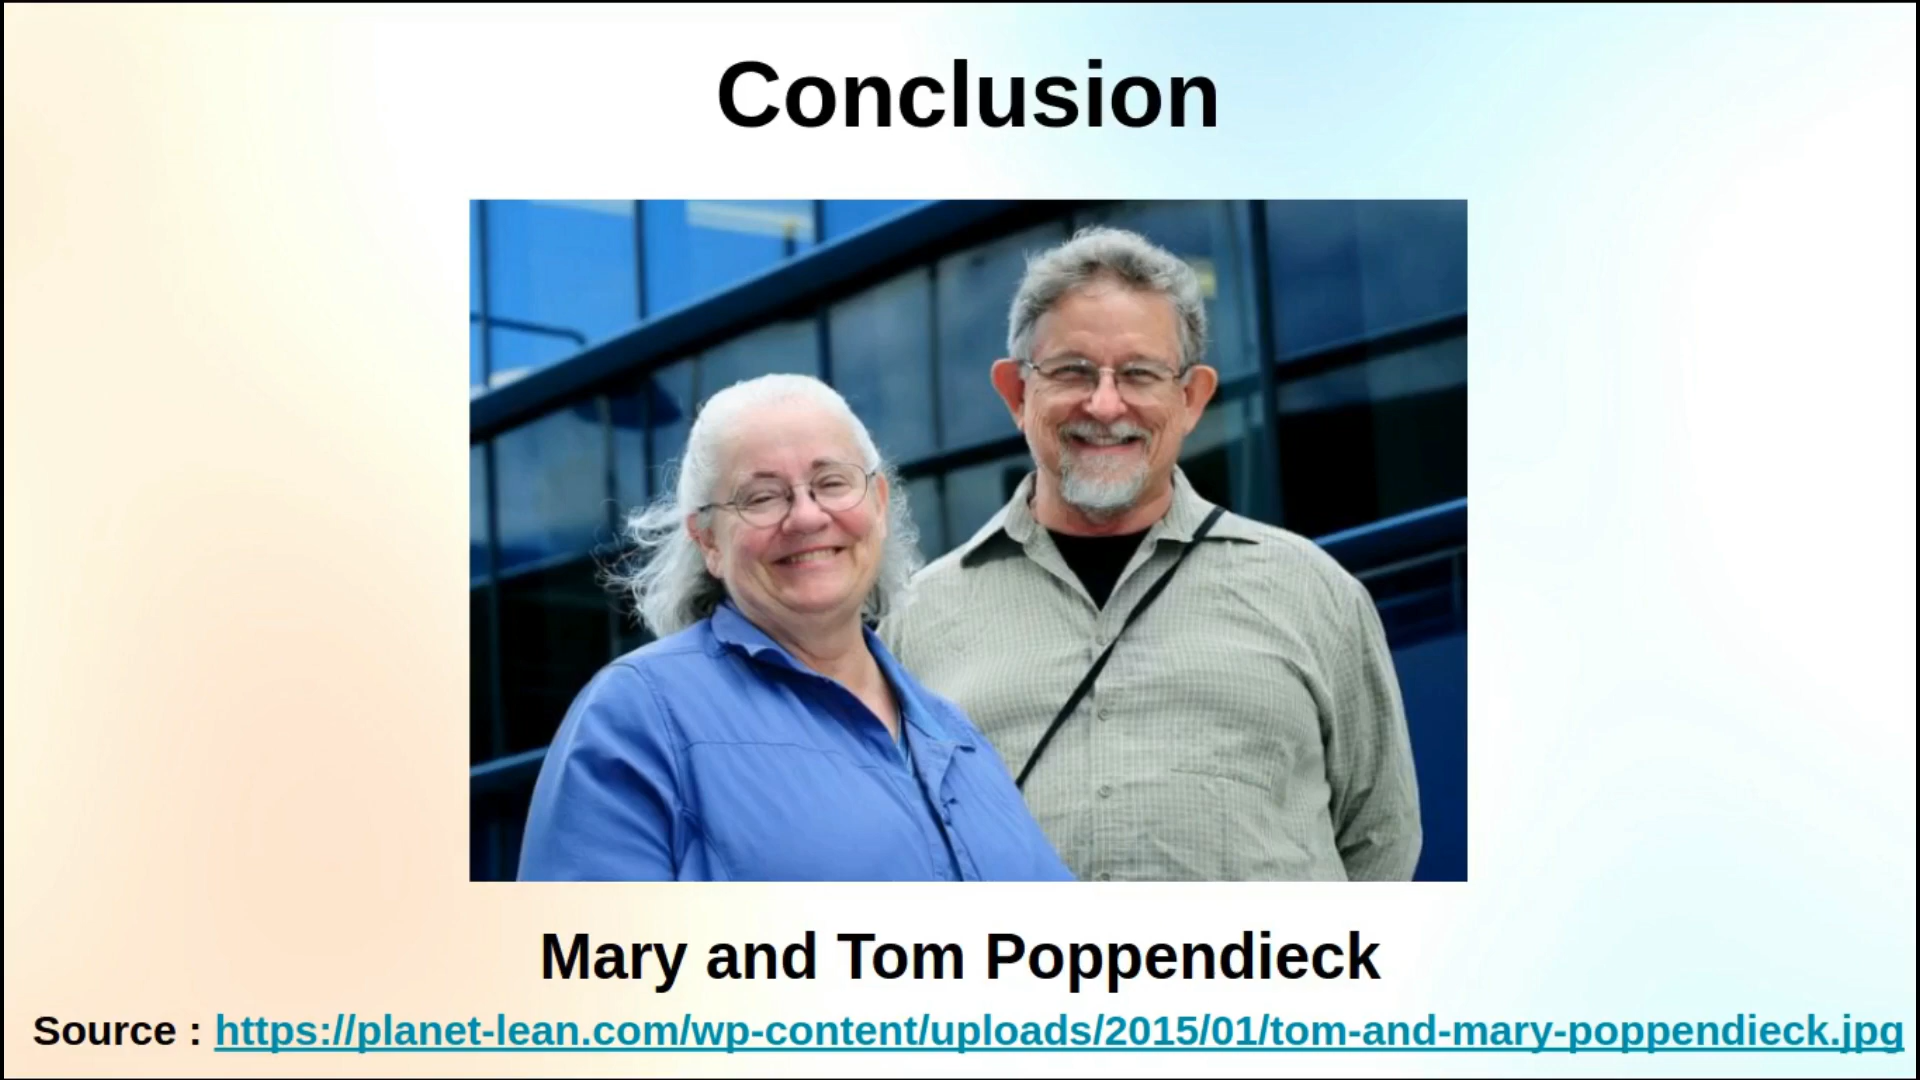 Conclusion
Mary and Tom Poppendieck
Source : https://planet-lean.com/wp-content/uploads/2015/01/tom-and-mary-poppendieck.jpg